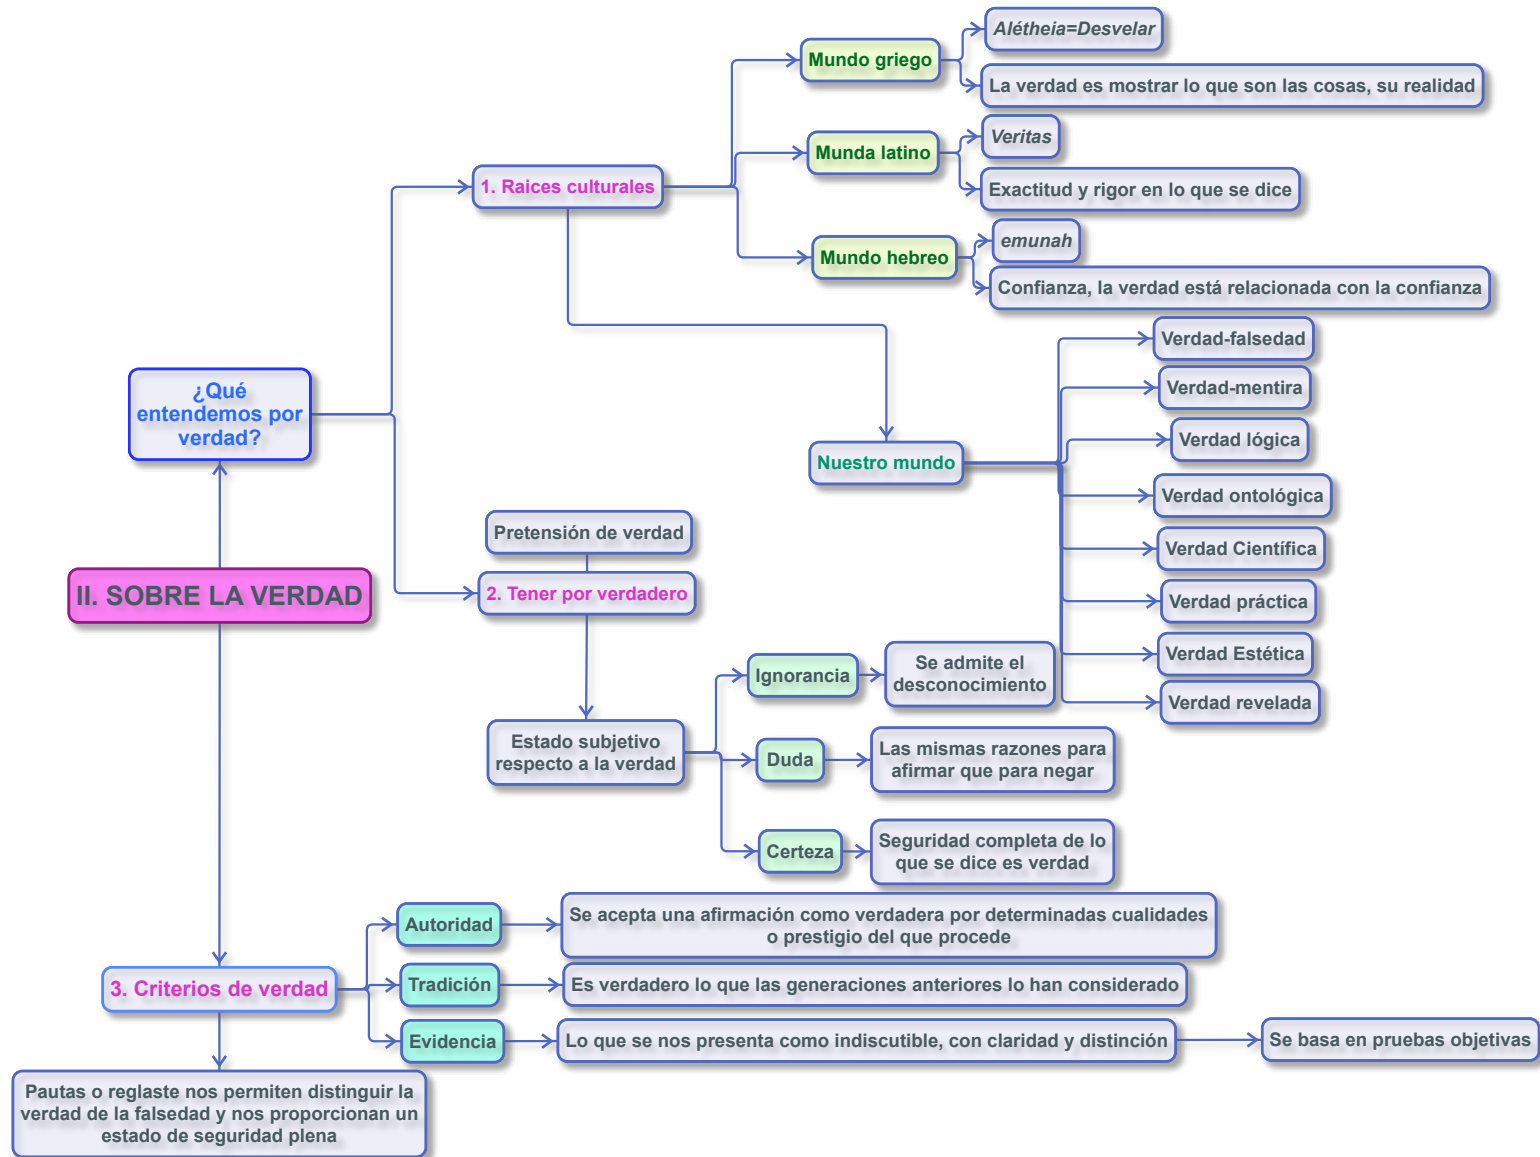 II. SOBRE LA VERDAD
¿Qué
entendemos por
verdad?
1. Raices culturales
Mundo griego
Alétheia=Desvelar
La verdad es mostrar lo que son las cosas, su realidad
Munda latino
Veritas
Exactitud y rigor en lo que se dice
Mundo hebreo
emunah
Confianza, la verdad está relacionada con la confianza
Nuestro mundo
Verdad-falsedad
Verdad-mentira
Verdad lógica
Verdad ontológica
Verdad Científica
Verdad práctica
Verdad Estética
Verdad revelada
Pretensión de verdad
2. Tener por verdadero
Estado subjetivo
respecto a la verdad
Ignorancia
Se admite el
desconocimiento
Duda
Las mismas razones para
afirmar que para negar
Certeza
Seguridad completa de lo
que se dice es verdad
3. Criterios de verdad
Autoridad
Se acepta una afirmación como verdadera por determinadas cualidades
o prestigio del que procede
Tradición
Es verdadero lo que las generaciones anteriores lo han considerado
Evidencia
Lo que se nos presenta como indiscutible, con claridad y distinción
Se basa en pruebas objetivas
Pautas o reglaste nos permiten distinguir la
verdad de la falsedad y nos proporcionan un
estado de seguridad plena